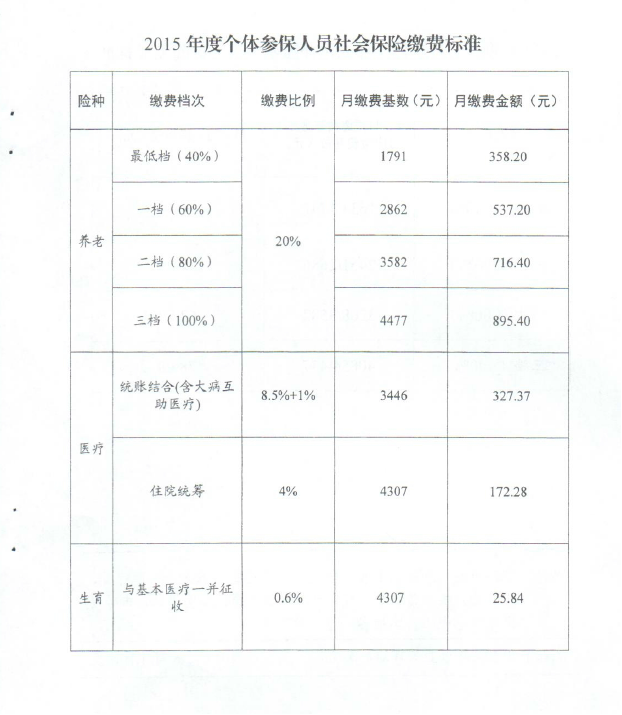 2015 年度个体参保人员社会保险缴费标准
险种 缴费档次 缴费比例 月缴费基数（元） 月缴费金额（元）
养老 最低档（40%） 20% 1791 358.20
一档（60%） 2862 537.20
二档（80%） 3582 716.40
三档（100%） 4477 895.40
医疗 统账结合(含大病互
助医疗) 8.5%+1% 3446 327.37
住院统筹 4% 4307 172.28
生育 与基本医疗一并征
收 0.6% 4307 25.84